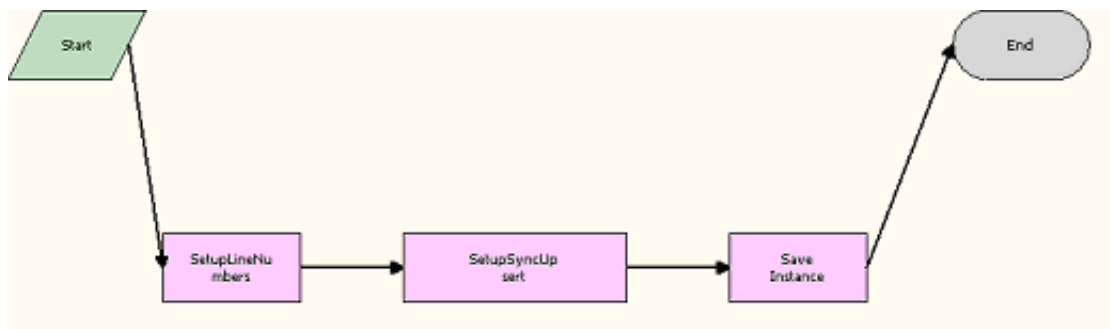 Start
End
SetupLineNu
mbers
SetupSyncUp
sert
Save
Instance